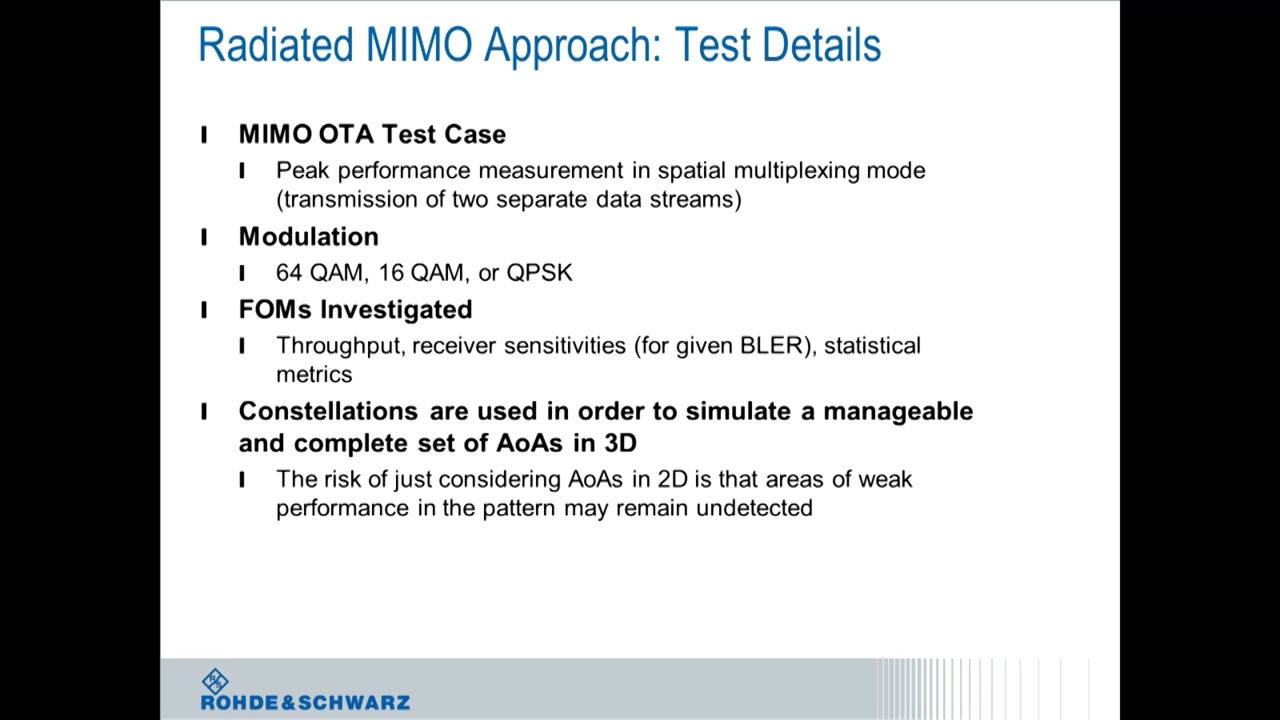 Radiated MIMO Approach: Test Details
MIMO OTA Test Case
Peak performance measurement in spatial multiplexing mode
(transmission of two separate data streams)
Modulation
64 QAM, 16 QAM, or QPSK
FOMs Investigated
Throughput, receiver sensitivities (for given BLER), statistical
metrics
Constellations are used in order to simulate a manageable
and complete set of AoAs in 3D
The risk of just considering AoAs in 2D is that areas of weak
performance in the pattern may remain undetected
R&S
ROHDE&SCHWARZ